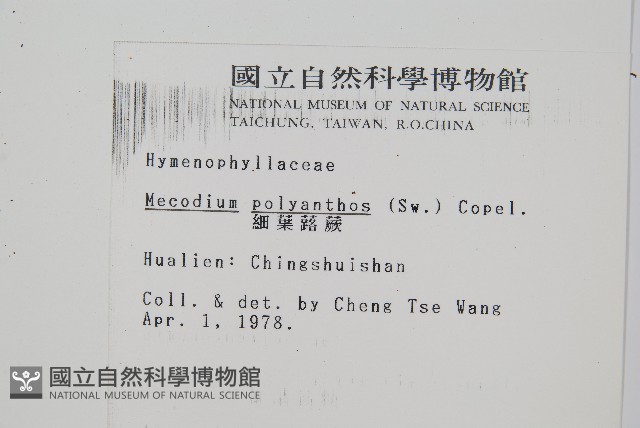 國立自然科學博物館
NATIONAL MUSEUM OF NATURAL SCIENCE
TAICHUNG, TAIWAN, R.O.CHINA
Hymenophyllaceae
Mecodium polyanthos (Sw.) Copel.
細葉蕗蕨
Hualien: Chingshuishan
Coll. & det. by Cheng Tse Wang
Apr. 1, 1978.
國立自然科學博物館
NATIONAL MUSEUM OF NATURAL SCIENCE